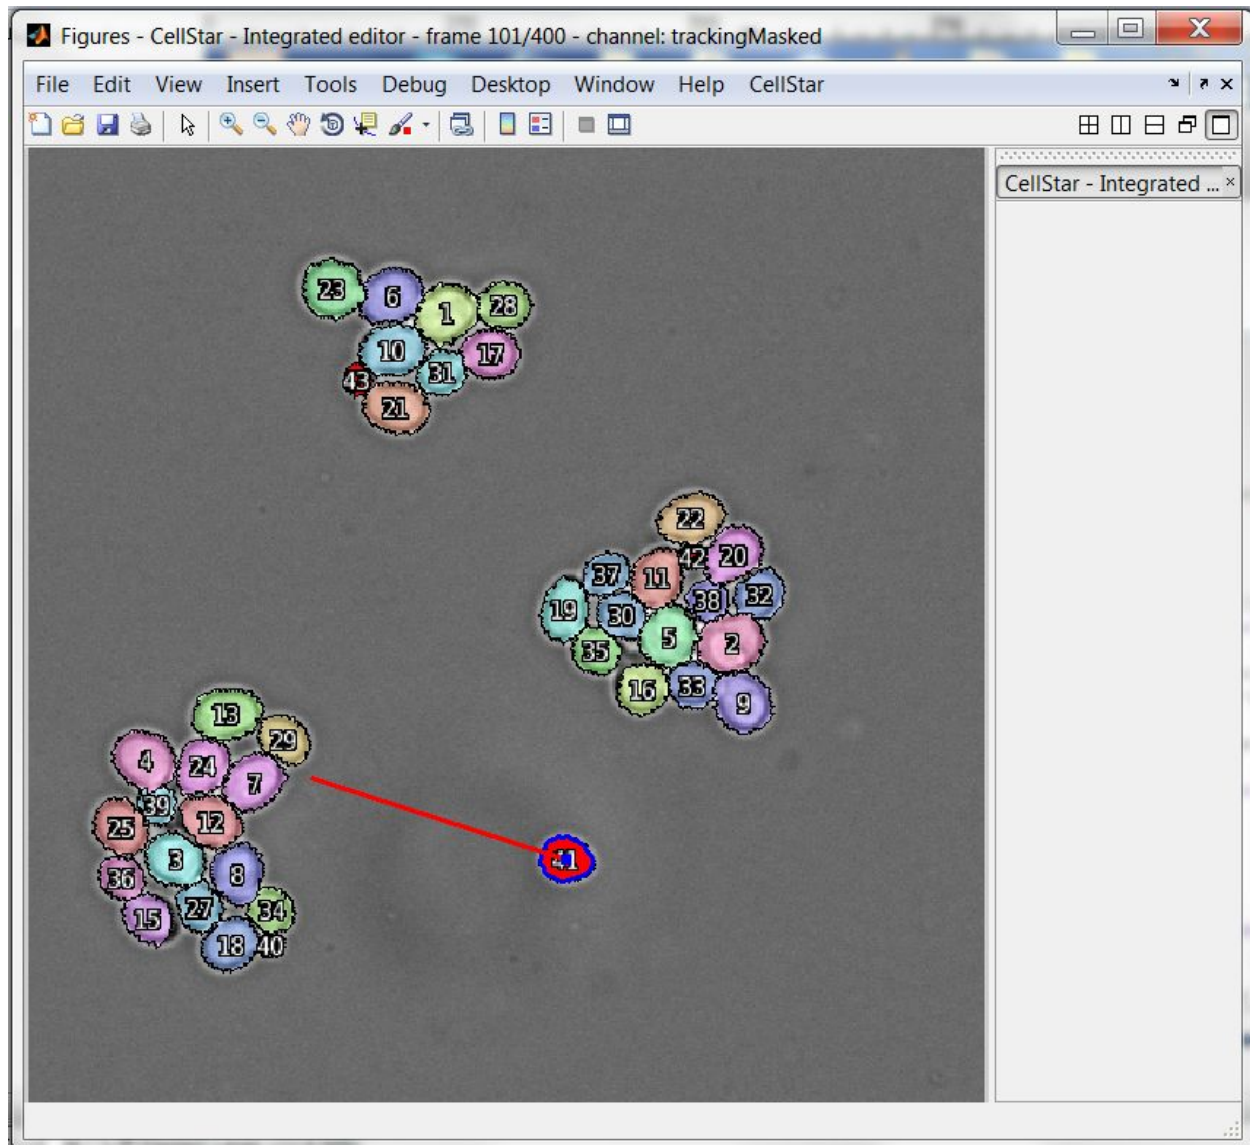 Figures - CellStar - Integrated editor - frame 101/400 - channel: trackingMasked
File Edit View Insert Tools Debug Desktop Window Help CellStar
CellStar - Integrated ...
23 6 1 28
10 31 17
43
21
22
42 20
37 11
19 30 38 32
5 2
35
16 33 9
13
29
4 24 7
39
25 12
3
36 8
15 27 34
18 40
41